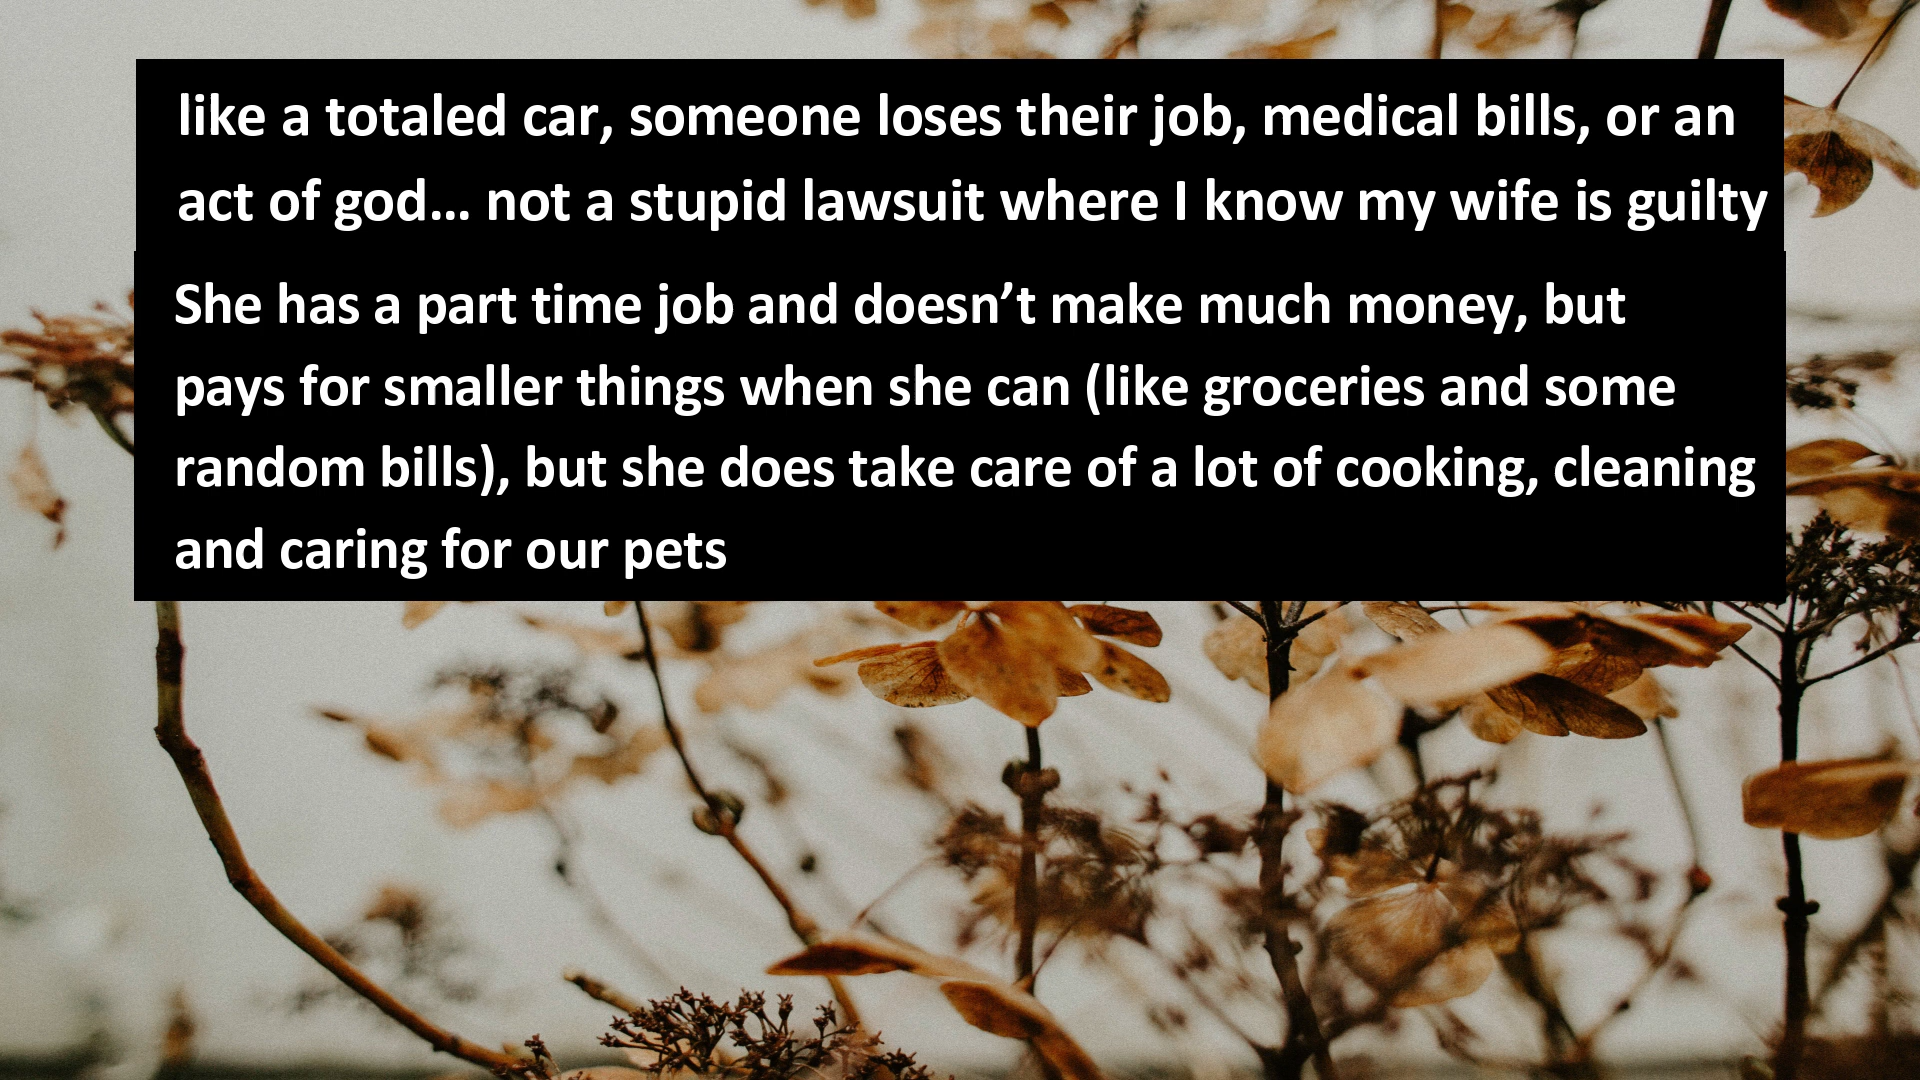 like a totaled car, someone loses their job, medical bills, or an
act of god... not a stupid lawsuit where I know my wife is guilty
She has a part time job and doesn’t make much money, but
pays for smaller things when she can (like groceries and some
random bills), but she does take care of a lot of cooking, cleaning
and caring for our pets